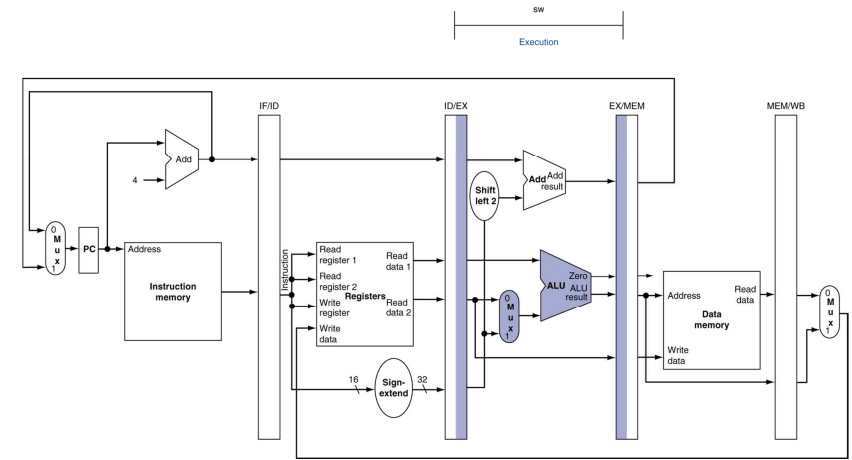 sw
Execution
IF/ID
ID/EX
EX/MEM
MEM/WB
Add
4
Shift
left 2
Add Add
result
0
M
u
x
1
PC
Address
Instruction
memory
Instruction
Read
register 1
Read
register 2
Write
register
Write
data
Registers
Read
data 1
Read
data 2
16
Sign-
extend
32
0
M
u
x
1
ALU
Zero
ALU
result
Address
Read
data
Data
memory
Write
data
0
M
u
x
1